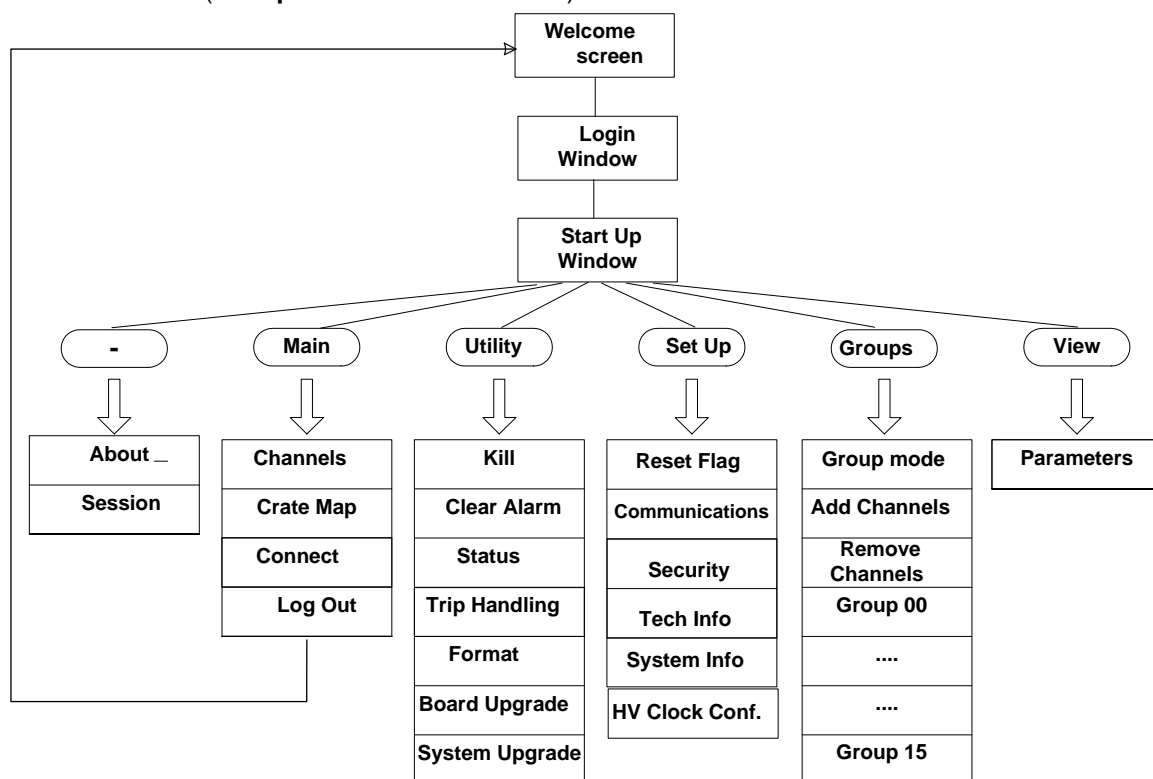 Welcome
screen
Login
Window
Start Up
Window
-
Main
Utility
Set Up
Groups
View
About _
Session
Channels
Crate Map
Connect
Log Out
Kill
Clear Alarm
Status
Trip Handling
Format
Board Upgrade
System Upgrade
Reset Flag
Communications
Security
Tech Info
System Info
HV Clock Conf.
Group mode
Add Channels
Remove
Channels
Group 00
....
....
Group 15
Parameters